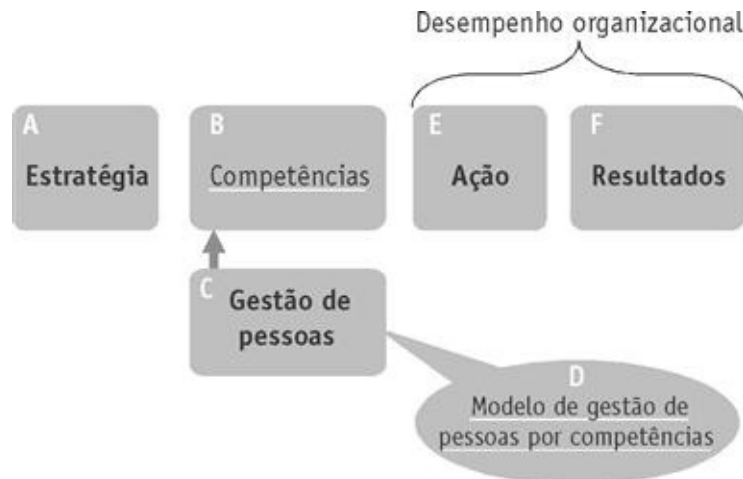 Desempenho organizacional
A
Estratégia
B
Competências
E
Ação
F
Resultados
C
Gestão de
pessoas
D
Modelo de gestão de
pessoas por competências